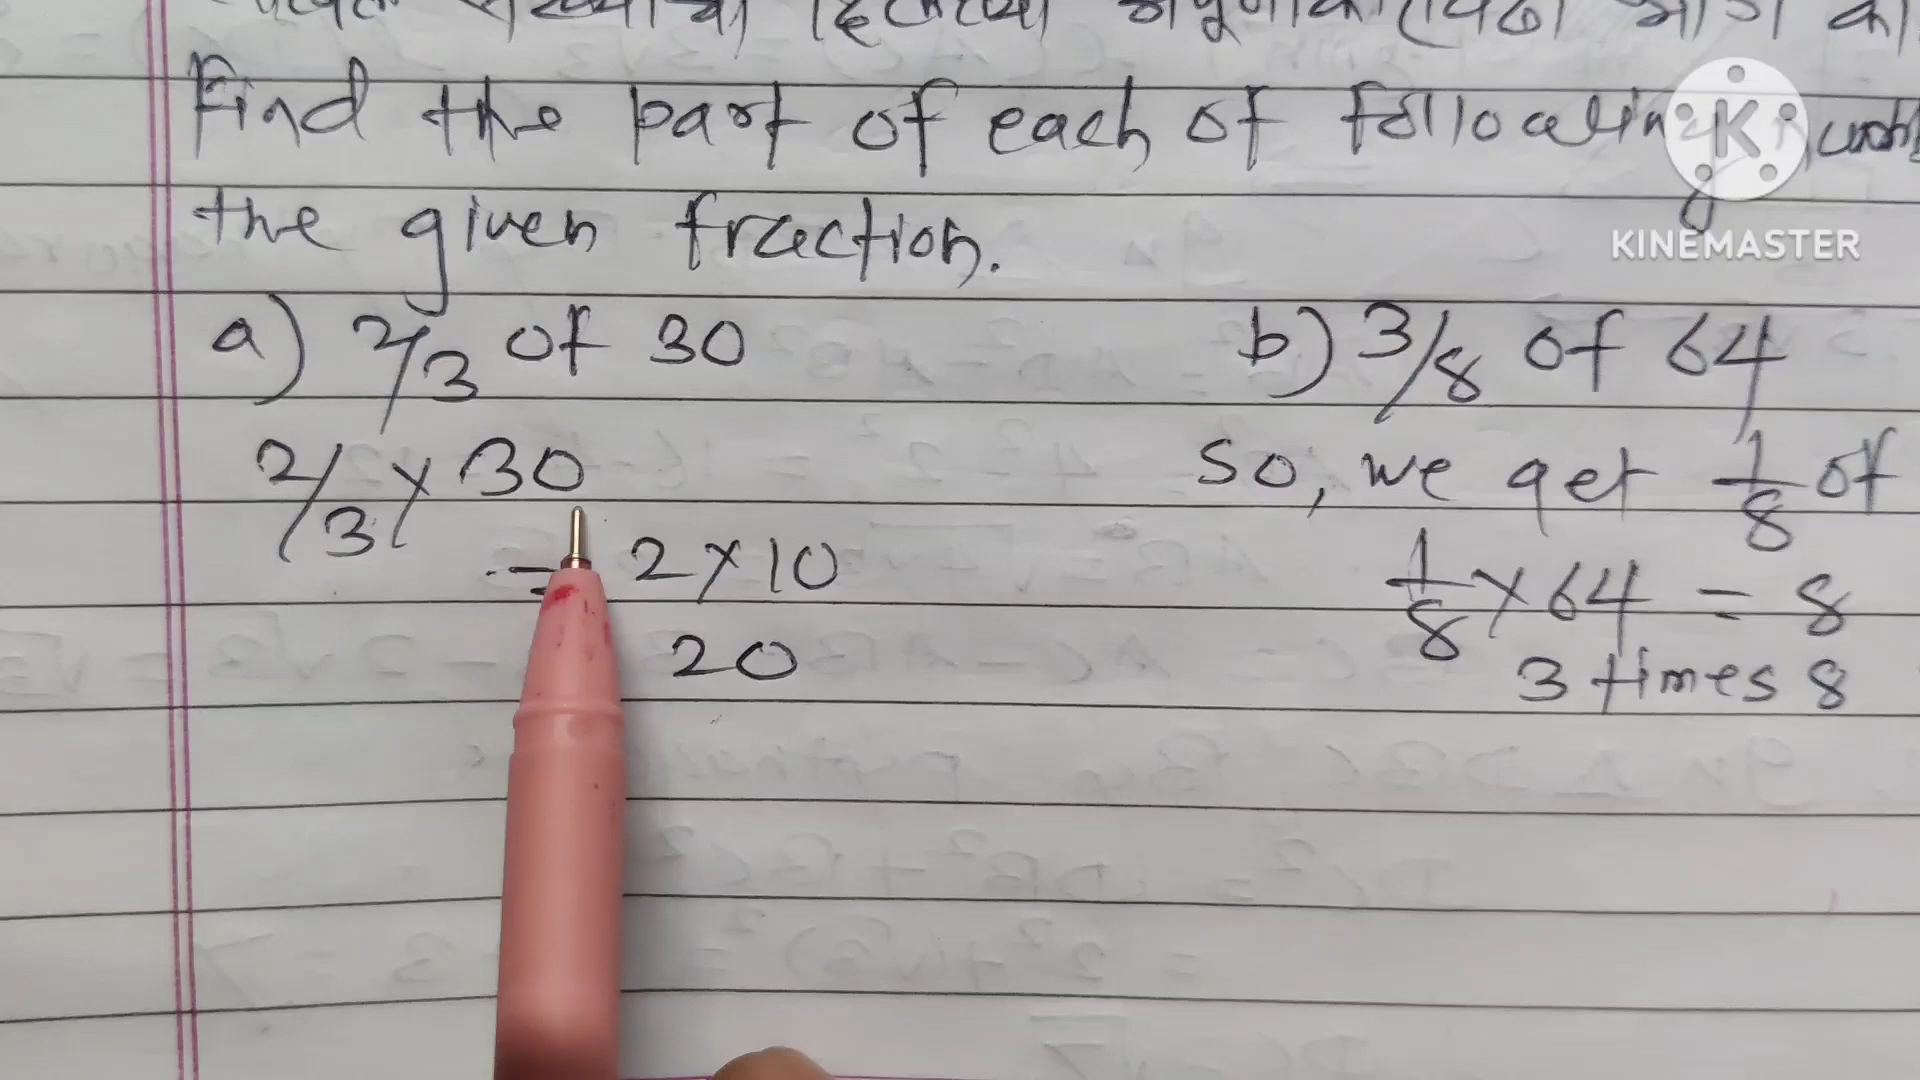 Find the part of each of following
the given fraction.
a) 2/3 of 30
2/3 x 30
= 2 x 10
20
b) 3/8 of 64
so, we get 1/8 of
1/8 x 64 = 8
3 times 8
K
KINEMASTER